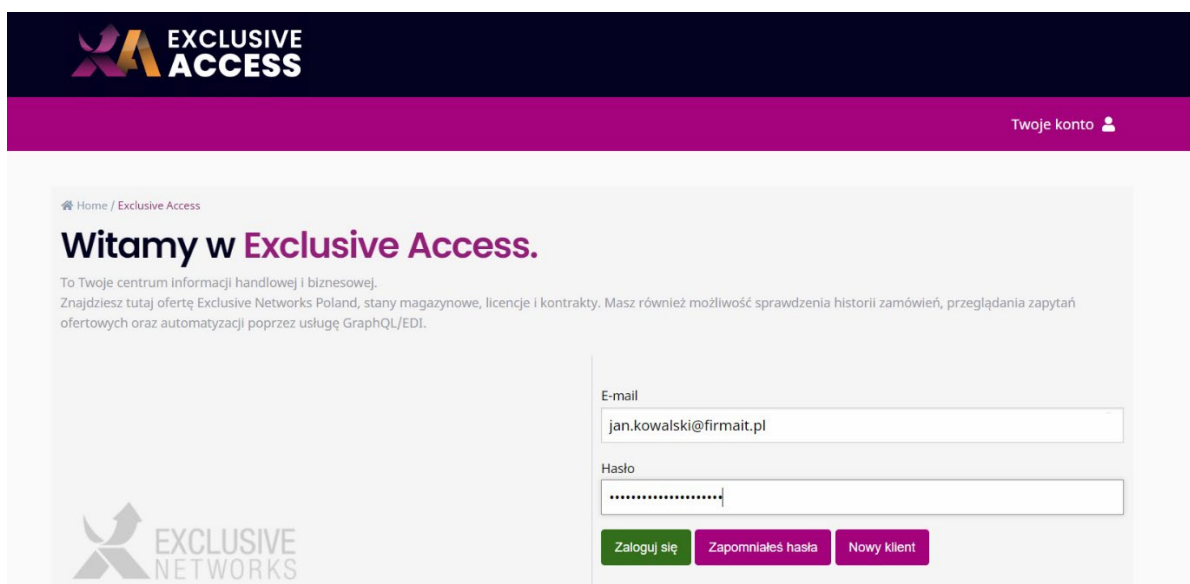 EXCLUSIVE
ACCESS
Twoje konto
Home / Exclusive Access
Witamy w Exclusive Access.
To Twoje centrum informacji handlowej i biznesowej.
Znajdziesz tutaj ofertę Exclusive Networks Poland, stany magazynowe, licencje i kontrakty. Masz również możliwość sprawdzenia historii zamówień, przeglądania zapytań
ofertowych oraz automatyzacji poprzez usługę GraphQL/EDI.
E-mail
jan.kowalski@firmait.pl
Hasło
•••••••••••••••••••••
EXCLUSIVE
NETWORKS
Zaloguj się Zapomniałeś hasła Nowy klient